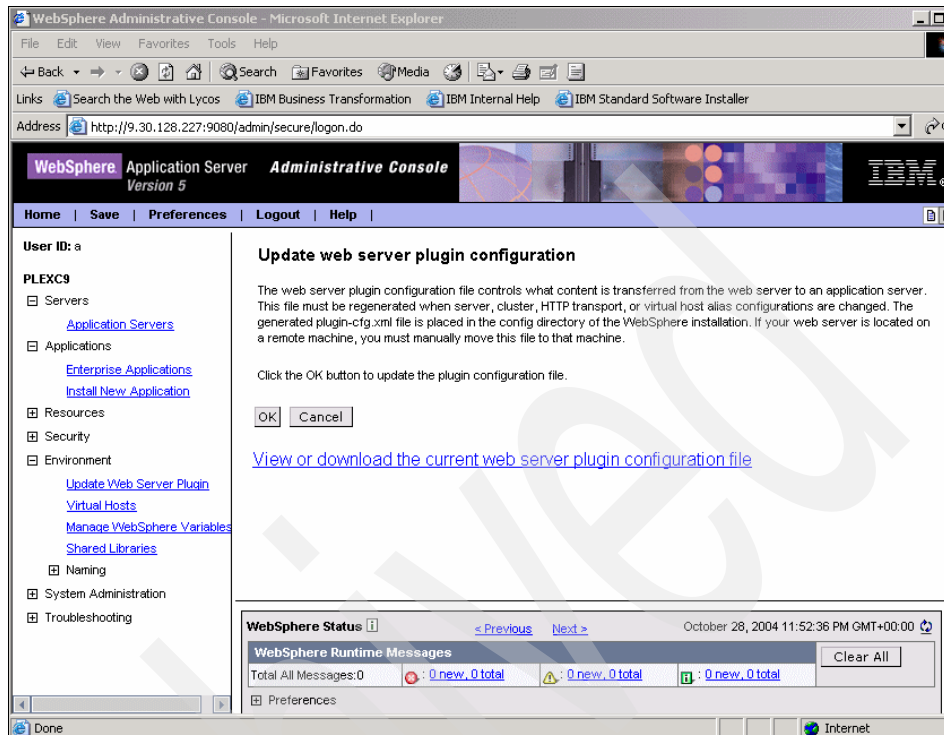 WebSphere Administrative Console - Microsoft Internet Explorer
File Edit View Favorites Tools Help
Back Search Favorites Media
Links Search the Web with Lycos IBM Business Transformation IBM Internal Help IBM Standard Software Installer
Address http://9.30.128.227:9080/admin/secure/logon.do
WebSphere Application Server Administrative Console
Version 5
IBM
Home | Save | Preferences | Logout | Help |
User ID: a
PLEXC9
Servers
Application Servers
Applications
Enterprise Applications
Install New Application
Resources
Security
Environment
Update Web Server Plugin
Virtual Hosts
Manage WebSphere Variables
Shared Libraries
Naming
System Administration
Troubleshooting
Update web server plugin configuration
The web server plugin configuration file controls what content is transferred from the web server to an application server.
This file must be regenerated when server, cluster, HTTP transport, or virtual host alias configurations are changed. The
generated plugin-cfg.xml file is placed in the config directory of the WebSphere installation. If your web server is located on
a remote machine, you must manually move this file to that machine.
Click the OK button to update the plugin configuration file.
OK Cancel
View or download the current web server plugin configuration file
WebSphere Status i < Previous Next > October 28, 2004 11:52:36 PM GMT+00:00
WebSphere Runtime Messages
Clear All
Total All Messages:0 : 0 new, 0 total : 0 new, 0 total : 0 new, 0 total
Preferences
Done Internet